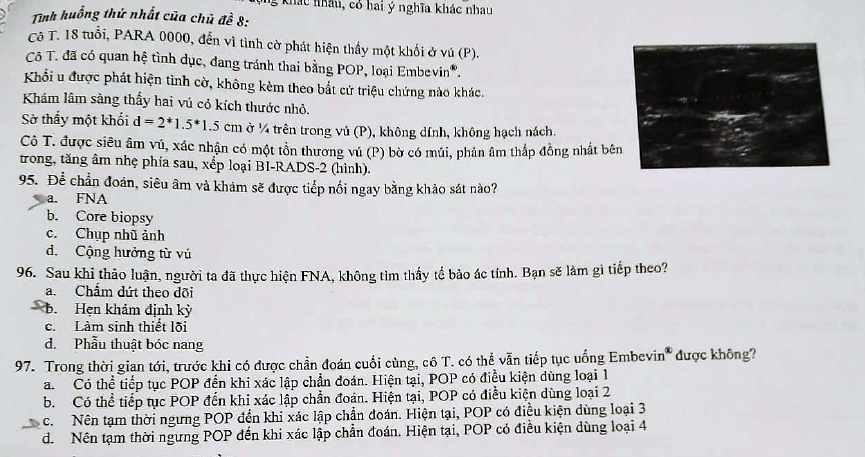 khác nhau, có hai ý nghĩa khác nhau
Tình huống thứ nhất của chủ đề 8:
Cô T. 18 tuổi, PARA 0000, đến vì tình cờ phát hiện thấy một khối ở vú (P).
Cô T. đã có quan hệ tình dục, đang tránh thai bằng POP, loại Embevin®.
Khối u được phát hiện tình cờ, không kèm theo bất cứ triệu chứng nào khác.
Khám lâm sàng thấy hai vú có kích thước nhỏ.
Sờ thấy một khối d = 2*1.5*1.5 cm ở ¼ trên trong vú (P), không dính, không hạch nách.
Cô T. được siêu âm vú, xác nhận có một tổn thương vú (P) bờ có múi, phản âm thấp đồng nhất bên
trong, tăng âm nhẹ phía sau, xếp loại BI-RADS-2 (hình).
95. Để chẩn đoán, siêu âm và khám sẽ được tiếp nối ngay bằng khảo sát nào?
a. FNA
b. Core biopsy
c. Chụp nhũ ảnh
d. Cộng hưởng từ vú
96. Sau khi thảo luận, người ta đã thực hiện FNA, không tìm thấy tế bào ác tính. Bạn sẽ làm gì tiếp theo?
a. Chấm dứt theo dõi
b. Hẹn khám định kỳ
c. Làm sinh thiết lõi
d. Phẫu thuật bóc nang
97. Trong thời gian tới, trước khi có được chẩn đoán cuối cùng, cô T. có thể vẫn tiếp tục uống Embevin® được không?
a. Có thể tiếp tục POP đến khi xác lập chẩn đoán. Hiện tại, POP có điều kiện dùng loại 1
b. Có thể tiếp tục POP đến khi xác lập chẩn đoán. Hiện tại, POP có điều kiện dùng loại 2
c. Nên tạm thời ngưng POP đến khi xác lập chẩn đoán. Hiện tại, POP có điều kiện dùng loại 3
d. Nên tạm thời ngưng POP đến khi xác lập chẩn đoán. Hiện tại, POP có điều kiện dùng loại 4